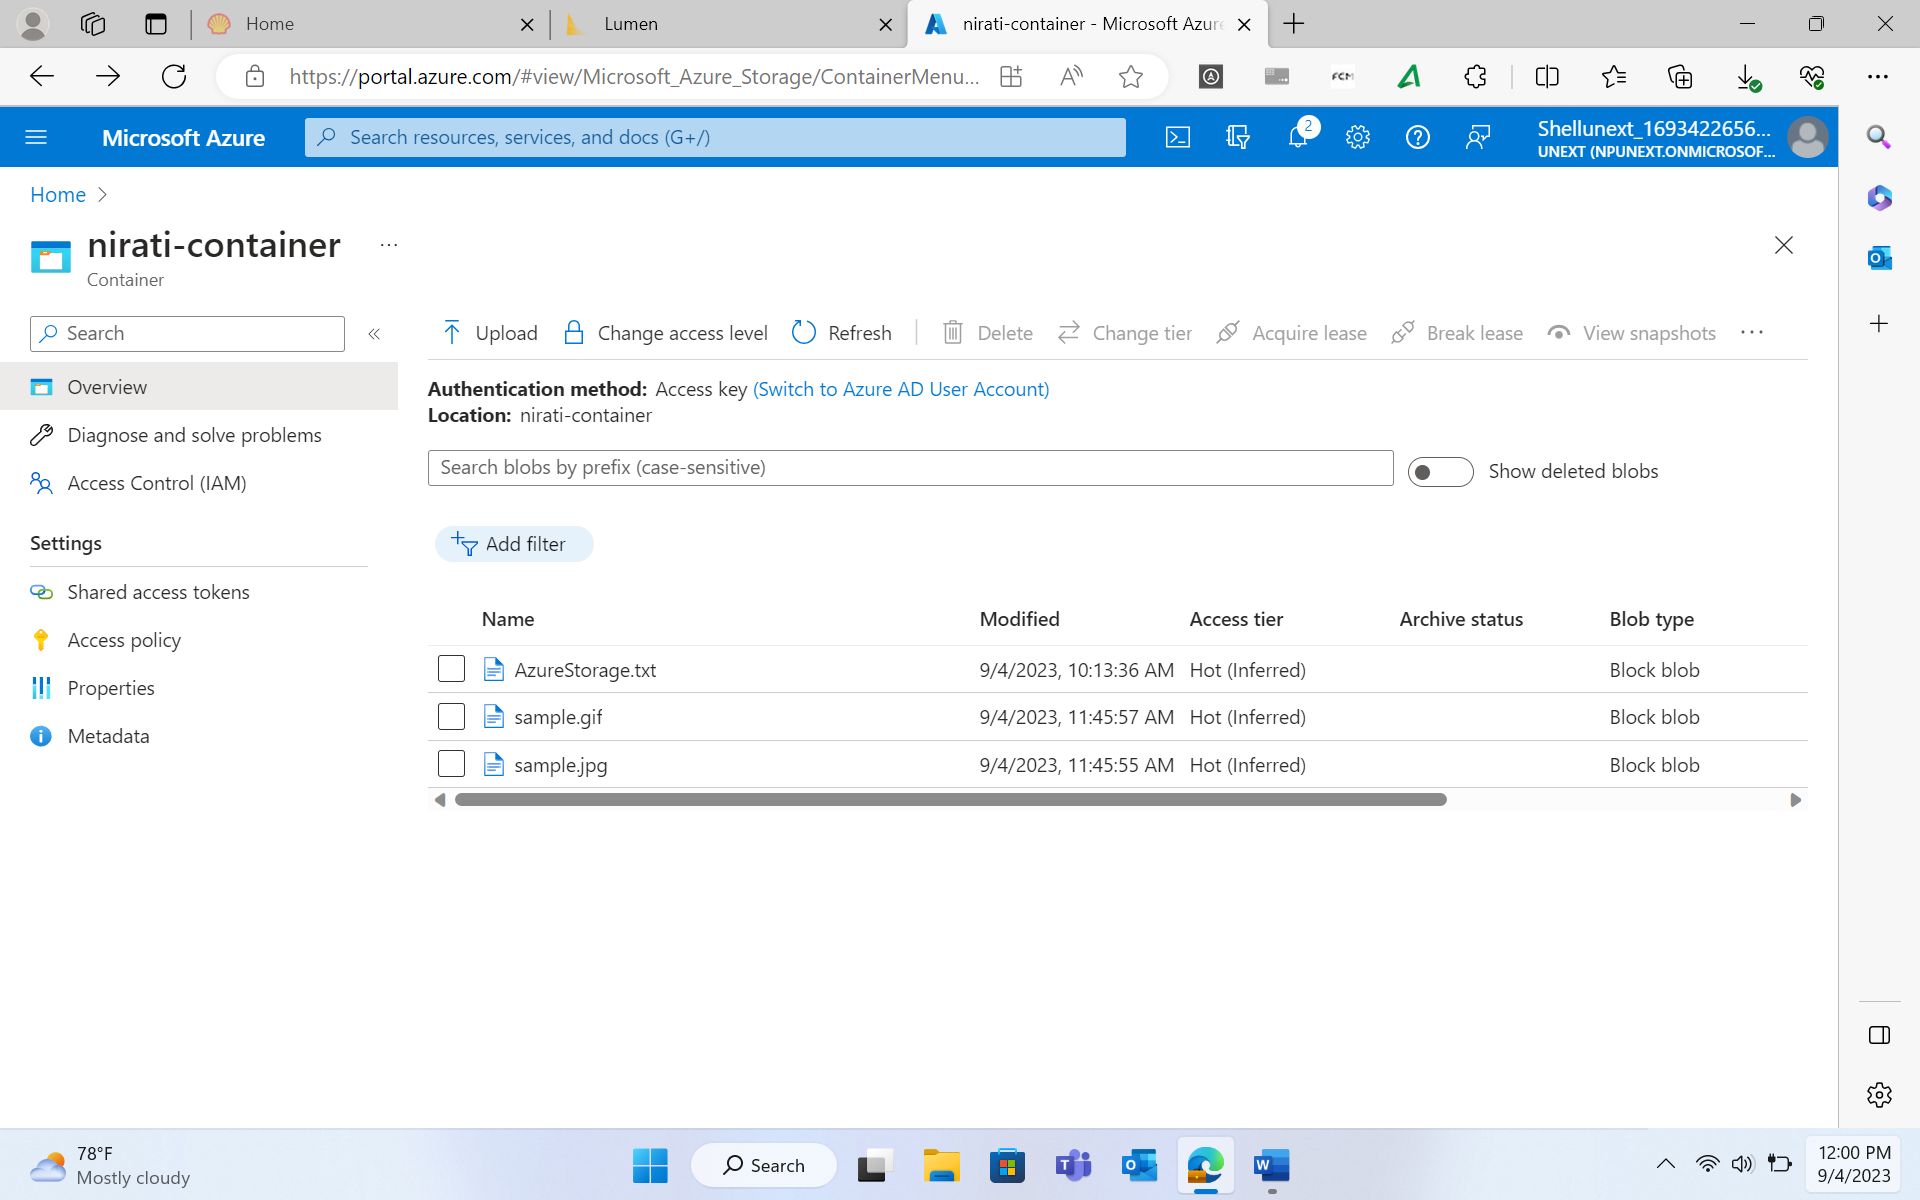 Home
Lumen
nirati-container - Microsoft Azure
https://portal.azure.com/#view/Microsoft_Azure_Storage/ContainerMenu...
FCM
Microsoft Azure
Search resources, services, and docs (G+/)
2
Shellunext_1693422656...
UNEXT (NPUNEXT.ONMICROSOF...
Home >
nirati-container ...
Container
Search
«
Upload
Change access level
Refresh
Delete
Change tier
Acquire lease
Break lease
View snapshots
...
Overview
Diagnose and solve problems
Access Control (IAM)
Settings
Shared access tokens
Access policy
Properties
Metadata
Authentication method: Access key (Switch to Azure AD User Account)
Location: nirati-container
Search blobs by prefix (case-sensitive)
Show deleted blobs
Add filter
Name Modified Access tier Archive status Blob type
AzureStorage.txt 9/4/2023, 10:13:36 AM Hot (Inferred) Block blob
sample.gif 9/4/2023, 11:45:57 AM Hot (Inferred) Block blob
sample.jpg 9/4/2023, 11:45:55 AM Hot (Inferred) Block blob
78°F
Mostly cloudy
Search
12:00 PM
9/4/2023